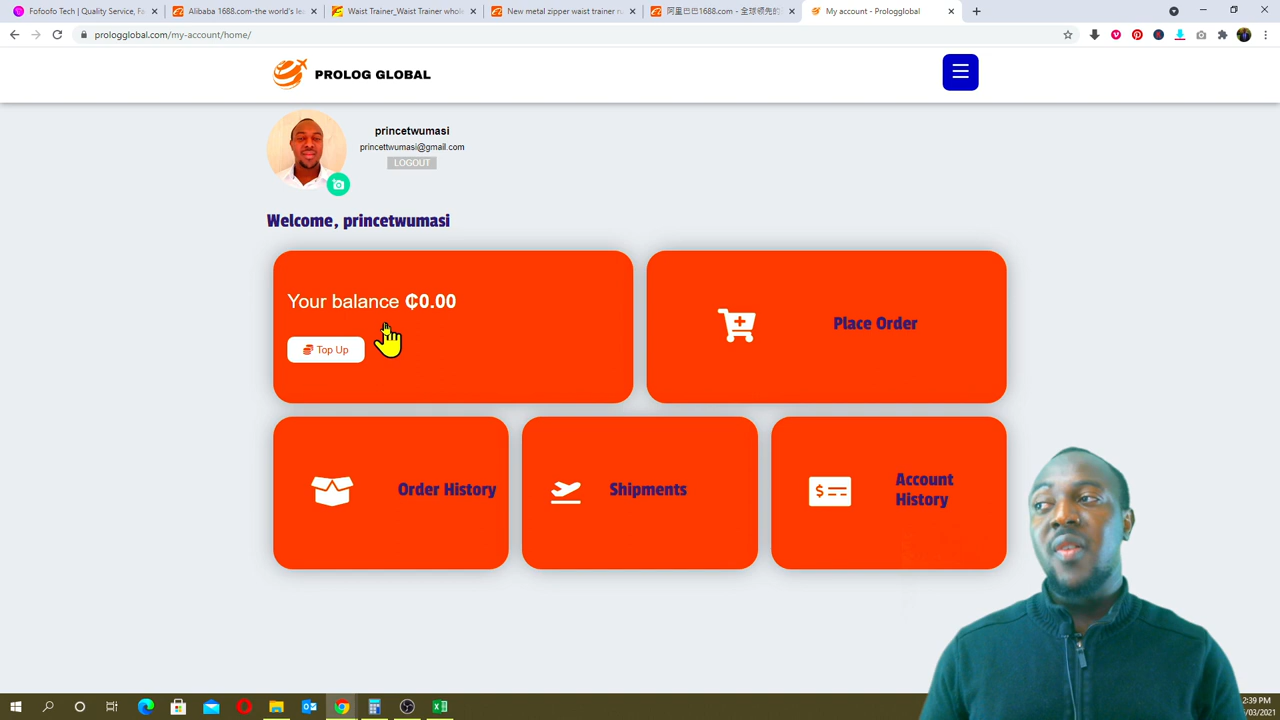 Fofoofo Tech | Quality Service, Fa
Alibaba 1688.com-the world's le
Waist Trainer_Waist Trainer whol
New metal zipper waist trainer
阿里巴巴1688.com - 全球领先的
My account - Prologglobal
prologglobal.com/my-account/home/
PROLOG GLOBAL
princetwumasi
princettwumasi@gmail.com
LOGOUT
Welcome, princetwumasi
Your balance ₵0.00
Top Up
Place Order
Order History
Shipments
Account
History
2:39 PM
/03/2021